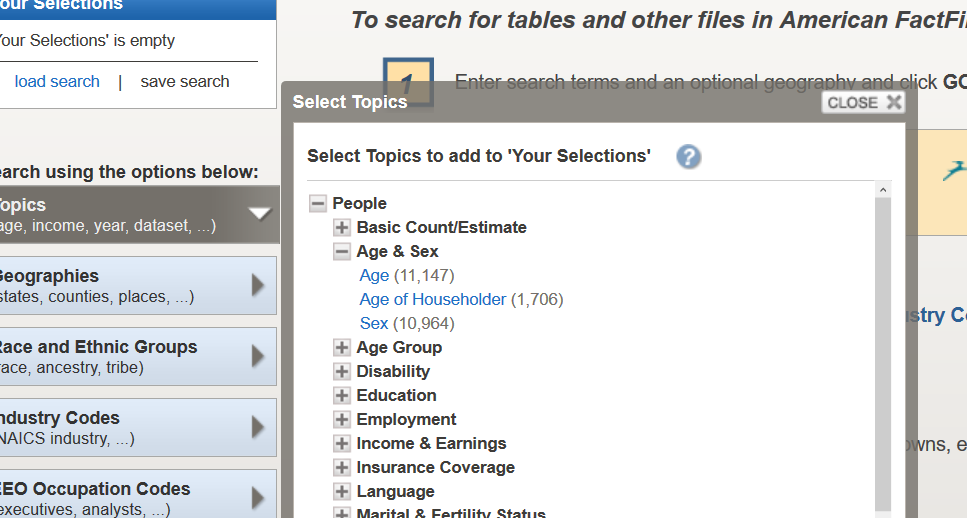 our Selections
our Selections' is empty
load search | save search
earch using the options below:
opics
age, income, year, dataset, ...)
Geographies
states, counties, places, ...)
Race and Ethnic Groups
race, ancestry, tribe)
ndustry Codes
NAICS industry, ...)
EEO Occupation Codes
executives, analysts, ...)
To search for tables and other files in American FactFi
1
Enter search terms and an optional geography and click GO
Select Topics
CLOSE
Select Topics to add to 'Your Selections'
?
People
Basic Count/Estimate
Age & Sex
Age (11,147)
Age of Householder (1,706)
Sex (10,964)
Age Group
Disability
Education
Employment
Income & Earnings
Insurance Coverage
Language
Marital & Fertility Status
stry Co
owns, e